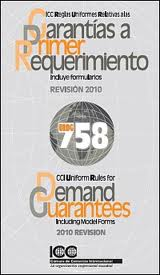 ICC Reglas Uniformes Relativas a las
Garantías a
Primer
Requerimiento
Incluye formularios
REVISIÓN 2010
URDG
758
CCI Uniform Rules for
Demand
Guarantees
Including Model Forms
2010 REVISION
ICC
Cámara de Comercio Internacional
La organización empresarial mundial